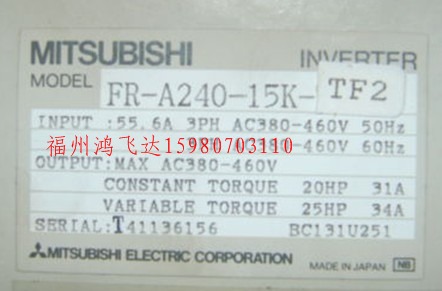 MITSUBISHI
INVERTER
MODEL FR-A240-15K- TF2
INPUT :55.6A 3PH AC380-460V 50Hz
福州鸿飞达15980703110 460V 60Hz
OUTPUT:MAX AC380-460V
CONSTANT TORQUE 20HP 31A
VARIABLE TORQUE 25HP 34A
SERIAL:T41136156 BC131U251
MITSUBISHI ELECTRIC CORPORATION
MADE IN JAPAN NB